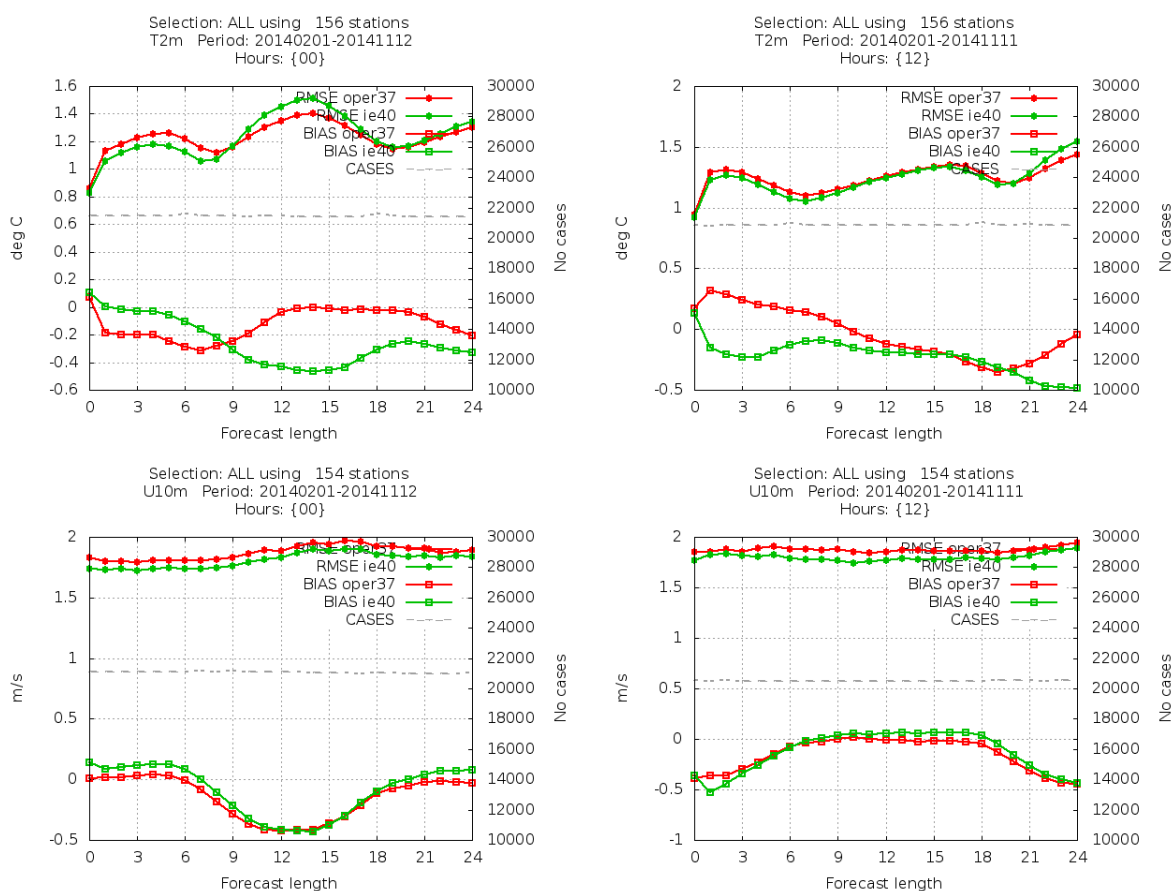 Selection: ALL using 156 stations
T2m Period: 20140201-20141112
Hours: {00}
1.6
1.4
1.2
1
0.8
0.6
0.4
0.2
0
-0.2
-0.4
-0.6
deg C
RMSE oper37
RMSE ie40
BIAS oper37
BIAS ie40
CASES
30000
28000
26000
24000
22000
20000
18000
16000
14000
12000
10000
No cases
0 3 6 9 12 15 18 21 24
Forecast length
Selection: ALL using 156 stations
T2m Period: 20140201-20141111
Hours: {12}
2
1.5
1
0.5
0
-0.5
deg C
RMSE oper37
RMSE ie40
BIAS oper37
BIAS ie40
CASES
30000
28000
26000
24000
22000
20000
18000
16000
14000
12000
10000
No cases
0 3 6 9 12 15 18 21 24
Forecast length
Selection: ALL using 154 stations
U10m Period: 20140201-20141112
Hours: {00}
2
1.5
1
0.5
0
-0.5
m/s
RMSE oper37
RMSE ie40
BIAS oper37
BIAS ie40
CASES
30000
28000
26000
24000
22000
20000
18000
16000
14000
12000
10000
No cases
0 3 6 9 12 15 18 21 24
Forecast length
Selection: ALL using 154 stations
U10m Period: 20140201-20141111
Hours: {12}
2
1.5
1
0.5
0
-0.5
-1
m/s
RMSE oper37
RMSE ie40
BIAS oper37
BIAS ie40
CASES
30000
28000
26000
24000
22000
20000
18000
16000
14000
12000
10000
No cases
0 3 6 9 12 15 18 21 24
Forecast length